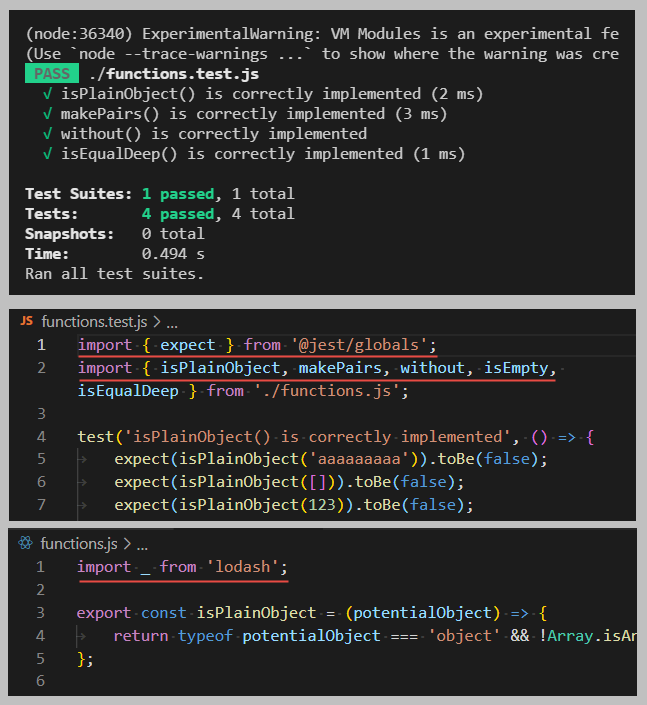 (node:36340) ExperimentalWarning: VM Modules is an experimental fe
(Use `node --trace-warnings ...` to show where the warning was cre
PASS ./functions.test.js
√ isPlainObject() is correctly implemented (2 ms)
√ makePairs() is correctly implemented (3 ms)
√ without() is correctly implemented
√ isEqualDeep() is correctly implemented (1 ms)
Test Suites: 1 passed, 1 total
Tests: 4 passed, 4 total
Snapshots: 0 total
Time: 0.494 s
Ran all test suites.
JS functions.test.js > ...
1 import { expect } from '@jest/globals';
2 import { isPlainObject, makePairs, without, isEmpty,
isEqualDeep } from './functions.js';
3
4 test('isPlainObject() is correctly implemented', () => {
5 expect(isPlainObject('aaaaaaaaa')).toBe(false);
6 expect(isPlainObject([])).toBe(false);
7 expect(isPlainObject(123)).toBe(false);
functions.js > ...
1 import _ from 'lodash';
2
3 export const isPlainObject = (potentialObject) => {
4 return typeof potentialObject === 'object' && !Array.isAr
5 };
6